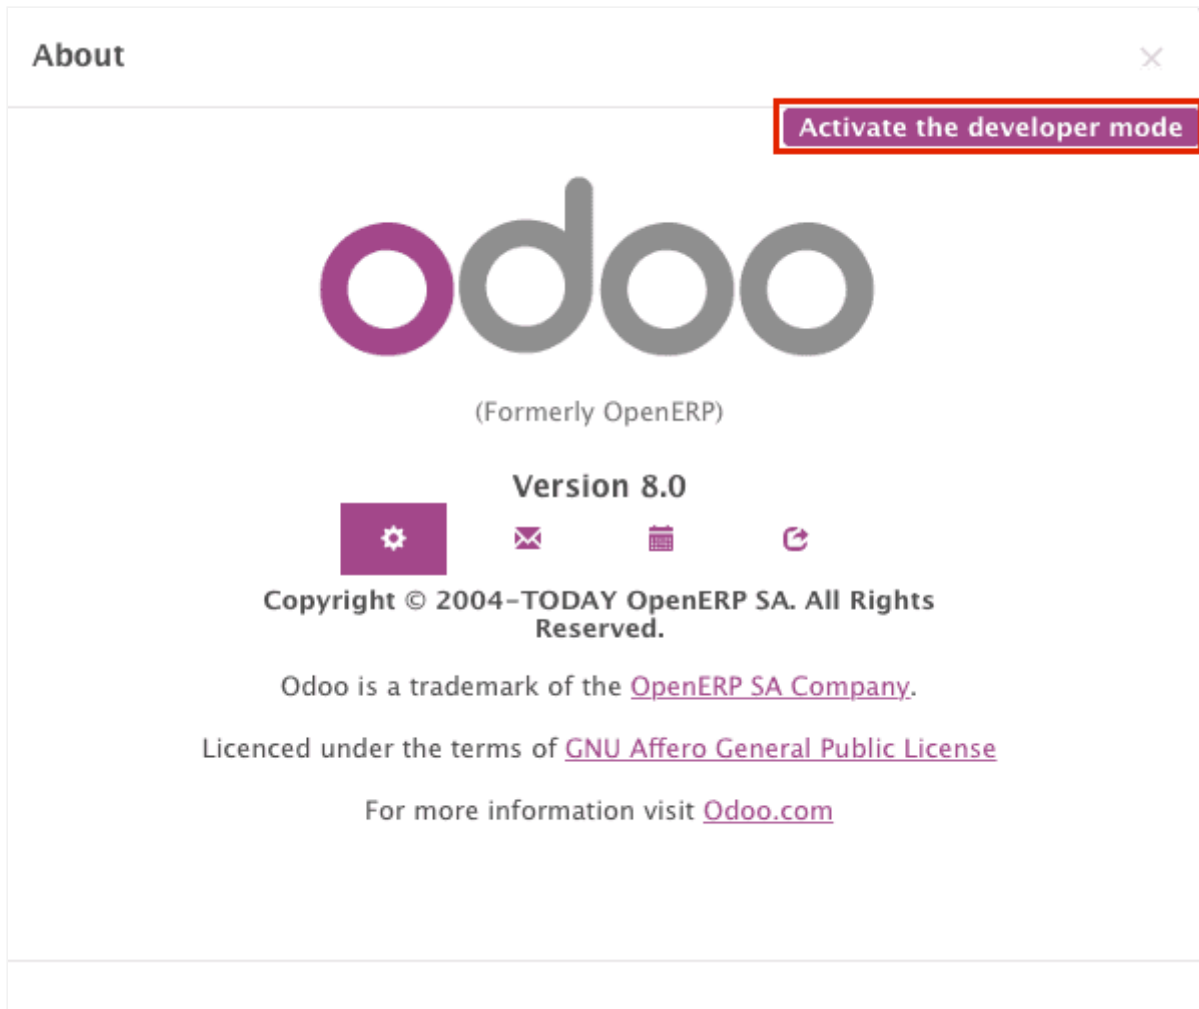 About
Activate the developer mode
odoo
(Formerly OpenERP)
Version 8.0
Copyright © 2004-TODAY OpenERP SA. All Rights
Reserved.
Odoo is a trademark of the OpenERP SA Company.
Licenced under the terms of GNU Affero General Public License
For more information visit Odoo.com